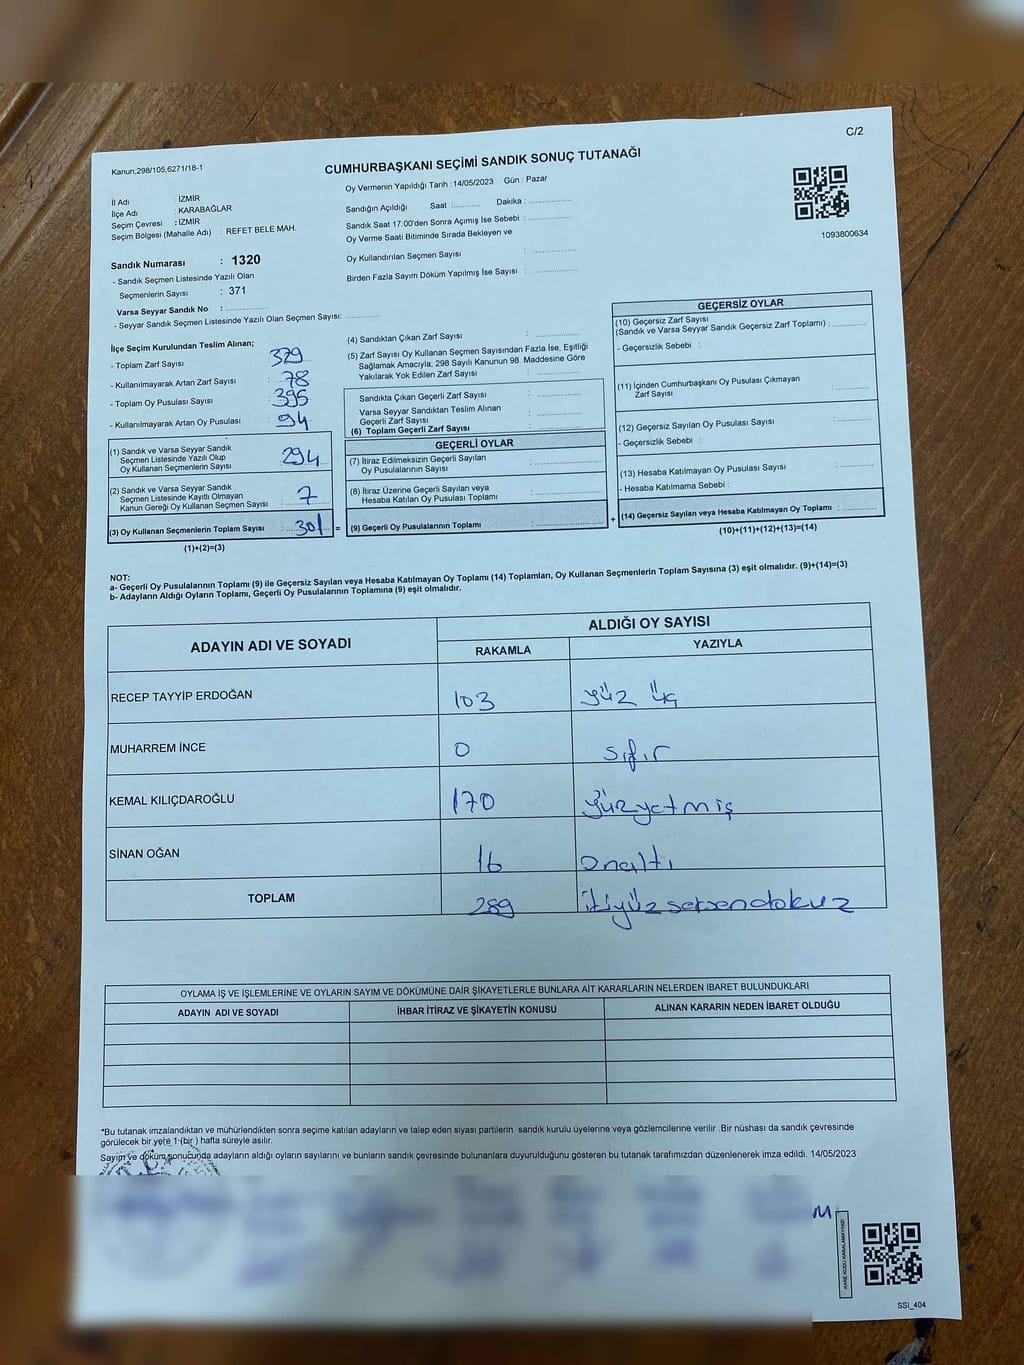 C/2
Kanun;298/105,6271/18-1
CUMHURBAŞKANI SEÇİMİ SANDIK SONUÇ TUTANAĞI
Oy Vermenin Yapıldığı Tarih :14/05/2023 Gün : Pazar
İl Adı : İZMİR
İlçe Adı : KARABAĞLAR
Seçim Çevresi : İZMİR
Seçim Bölgesi (Mahalle Adı) : REFET BELE MAH.
Sandığın Açıldığı Saat :........... Dakika : .................
Sandık Saat 17:00'den Sonra Açımış İse Sebebi : .................
Oy Verme Saati Bitiminde Sırada Bekleyen ve
Oy Kullandırılan Seçmen Sayısı : .................
Birden Fazla Sayım Döküm Yapılmış İse Sayısı : .................
1093800634
Sandık Numarası : 1320
- Sandık Seçmen Listesinde Yazılı Olan
Seçmenlerin Sayısı : 371
Varsa Seyyar Sandık No : .................
- Seyyar Sandık Seçmen Listesinde Yazılı Olan Seçmen Sayısı: .............
İlçe Seçim Kurulundan Teslim Alınan;
- Toplam Zarf Sayısı : 379
- Kullanılmayarak Artan Zarf Sayısı : 78
- Toplam Oy Pusulası Sayısı : 395
- Kullanılmayarak Artan Oy Pusulası : 94
(1) Sandık ve Varsa Seyyar Sandık
Seçmen Listesinde Yazılı Olup
Oy Kullanan Seçmenlerin Sayısı : 294
(2) Sandık ve Varsa Seyyar Sandık
Seçmen Listesinde Kayıtlı Olmayan
Kanun Gereği Oy Kullanan Seçmen Sayısı : 7
(3) Oy Kullanan Seçmenlerin Toplam Sayısı : 301 =
(1)+(2)=(3)
(4) Sandıktan Çıkan Zarf Sayısı : .............
(5) Zarf Sayısı Oy Kullanan Seçmen Sayısından Fazla İse, Eşitliği
Sağlamak Amacıyla; 298 Sayılı Kanunun 98. Maddesine Göre
Yakılarak Yok Edilen Zarf Sayısı : .............
Sandıkta Çıkan Geçerli Zarf Sayısı : .............
Varsa Seyyar Sandıktan Teslim Alınan
Geçerli Zarf Sayısı : .............
(6) Toplam Geçerli Zarf Sayısı : .............
GEÇERLİ OYLAR
(7) İtiraz Edilmeksizin Geçerli Sayılan
Oy Pusulalarının Sayısı : .............
(8) İtiraz Üzerine Geçerli Sayılan veya
Hesaba Katılan Oy Pusulası Toplamı : .............
(9) Geçerli Oy Pusulalarının Toplamı : ............. +
GEÇERSİZ OYLAR
(10) Geçersiz Zarf Sayısı
(Sandık ve Varsa Seyyar Sandık Geçersiz Zarf Toplamı) : ..........
- Geçersizlik Sebebi :
(11) İçinden Cumhurbaşkanı Oy Pusulası Çıkmayan
Zarf Sayısı : ..........
(12) Geçersiz Sayılan Oy Pusulası Sayısı : ..........
- Geçersizlik Sebebi :
(13) Hesaba Katılmayan Oy Pusulası Sayısı : ..........
- Hesaba Katılmama Sebebi :
(14) Geçersiz Sayılan veya Hesaba Katılmayan Oy Toplamı : ..........
(10)+(11)+(12)+(13)=(14)
NOT:
a- Geçerli Oy Pusulalarının Toplamı (9) ile Geçersiz Sayılan veya Hesaba Katılmayan Oy Toplamı (14) Toplamları, Oy Kullanan Seçmenlerin Toplam Sayısına (3) eşit olmalıdır. (9)+(14)=(3)
b- Adayların Aldığı Oyların Toplamı, Geçerli Oy Pusulalarının Toplamına (9) eşit olmalıdır.
ADAYIN ADI VE SOYADI ALDIĞI OY SAYISI
RAKAMLA YAZIYLA
RECEP TAYYİP ERDOĞAN 103 yüz üç
MUHARREM İNCE 0 sıfır
KEMAL KILIÇDAROĞLU 170 yüzyetmiş
SİNAN OĞAN 16 onaltı
TOPLAM 289 ikiyüzseksendokuz
OYLAMA İŞ VE İŞLEMLERİNE VE OYLARIN SAYIM VE DÖKÜMÜNE DAİR ŞİKAYETLERLE BUNLARA AİT KARARLARIN NELERDEN İBARET BULUNDUKLARI
ADAYIN ADI VE SOYADI İHBAR İTİRAZ VE ŞİKAYETİN KONUSU ALINAN KARARIN NEDEN İBARET OLDUĞU
*Bu tutanak imzalandıktan ve mühürlendikten sonra seçime katılan adayların ve talep eden siyasi partilerin sandık kurulu üyelerine veya gözlemcilerine verilir .Bir nüshası da sandık çevresinde
görülecek bir yere 1 (bir ) hafta süreyle asılır.
Sayım ve döküm sonucunda adayların aldığı oyların sayılarını ve bunların sandık çevresinde bulunanlara duyurulduğunu gösteren bu tutanak tarafımızdan düzenlenerek imza edildi. 14/05/2023
M
KARE KODU KARALAMAYINIZ!
SSI_404